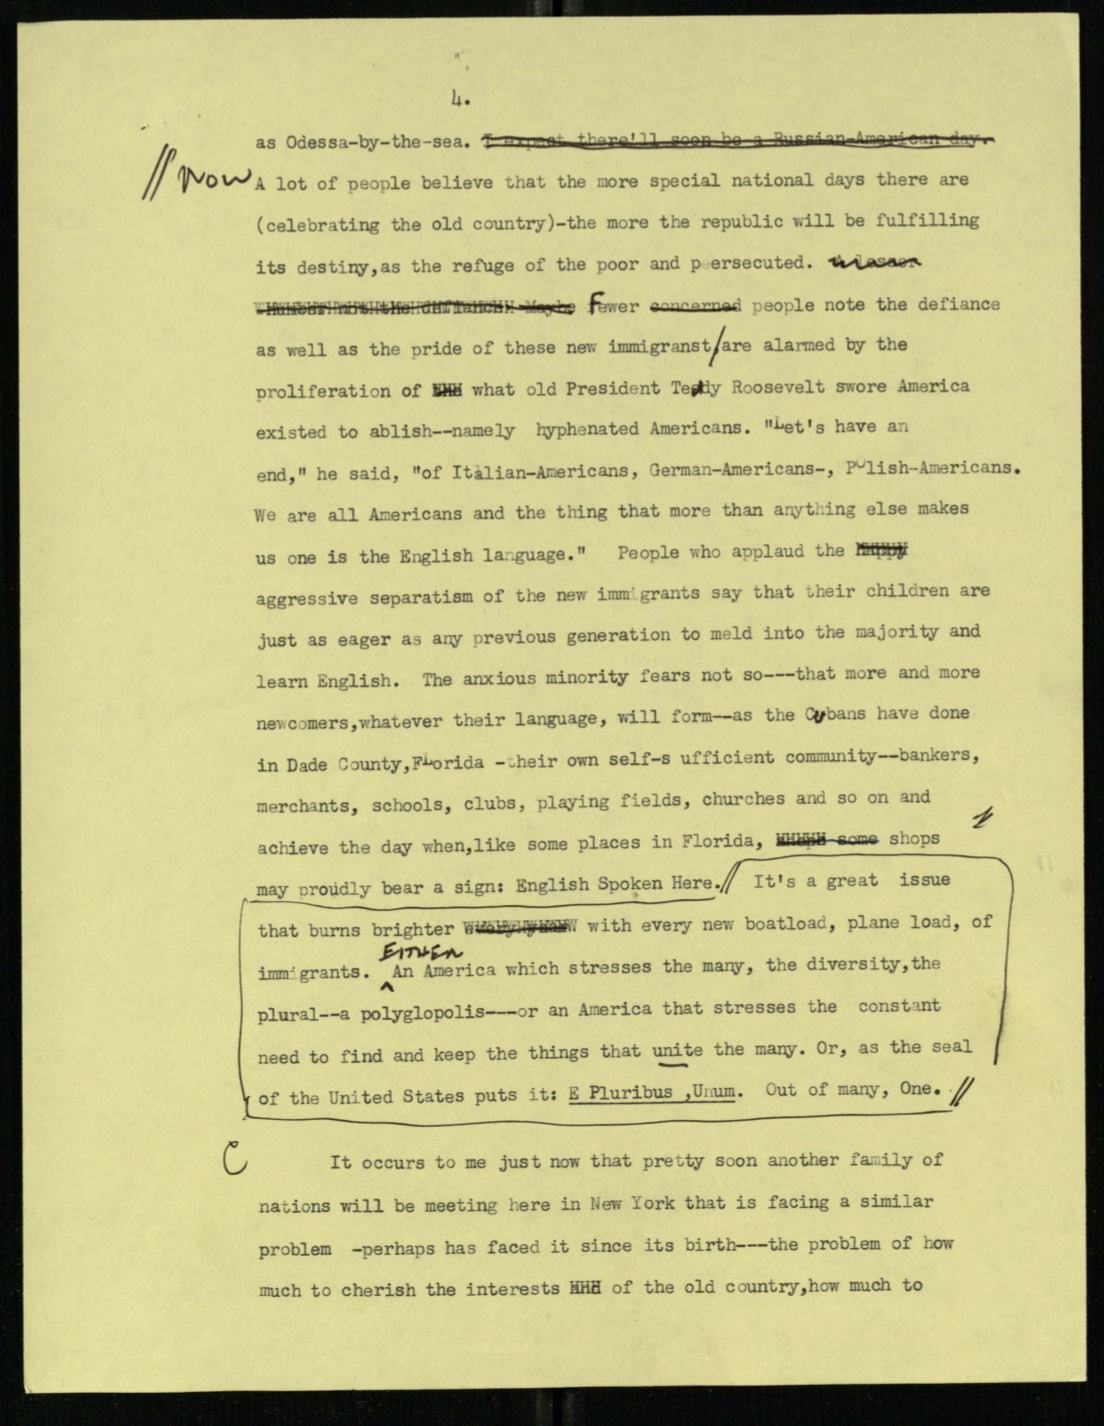 4.
as Odessa-by-the-sea. I expect there'll soon be a Russian-American day.
// Now A lot of people believe that the more special national days there are
(celebrating the old country)-the more the republic will be fulfilling
its destiny,as the refuge of the poor and p ersecuted.
Maybe Fewer concerned people note the defiance
as well as the pride of these new immigranst,/are alarmed by the
proliferation of what old President Teddy Roosevelt swore America
existed to ablish--namely hyphenated Americans. "Let's have an
end," he said, "of Italian-Americans, German-Americans-, Polish-Americans.
We are all Americans and the thing that more than anything else makes
us one is the English language." People who applaud the happy
aggressive separatism of the new immigrants say that their children are
just as eager as any previous generation to meld into the majority and
learn English. The anxious minority fears not so---that more and more
newcomers,whatever their language, will form--as the Cubans have done
in Dade County,FLorida -their own self-s ufficient community--bankers,
merchants, schools, clubs, playing fields, churches and so on and
achieve the day when,like some places in Florida, some shops
may proudly bear a sign: English Spoken Here.// It's a great issue
that burns brighter with every new boatload, plane load, of
immigrants. EITHER An America which stresses the many, the diversity,the
plural--a polyglopolis---or an America that stresses the constant
need to find and keep the things that unite the many. Or, as the seal
of the United States puts it: E Pluribus ,Unum. Out of many, One. //
It occurs to me just now that pretty soon another family of
nations will be meeting here in New York that is facing a similar
problem -perhaps has faced it since its birth---the problem of how
much to cherish the interests of the old country,how much to